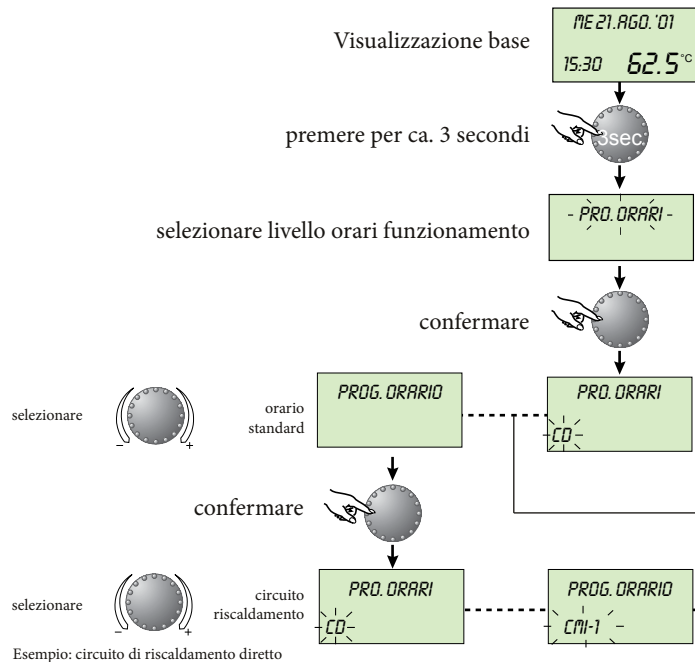 Visualizzazione base
ME 21.AGO.'01
15:30 62.5°C
premere per ca. 3 secondi
3sec.
selezionare livello orari funzionamento
- PRO. ORARI -
confermare
selezionare
- +
orario
standard
PROG. ORARIO
PRO. ORARI
CD
confermare
selezionare
- +
circuito
riscaldamento
PRO. ORARI
CD
PROG. ORARIO
CMI-1
Esempio: circuito di riscaldamento diretto